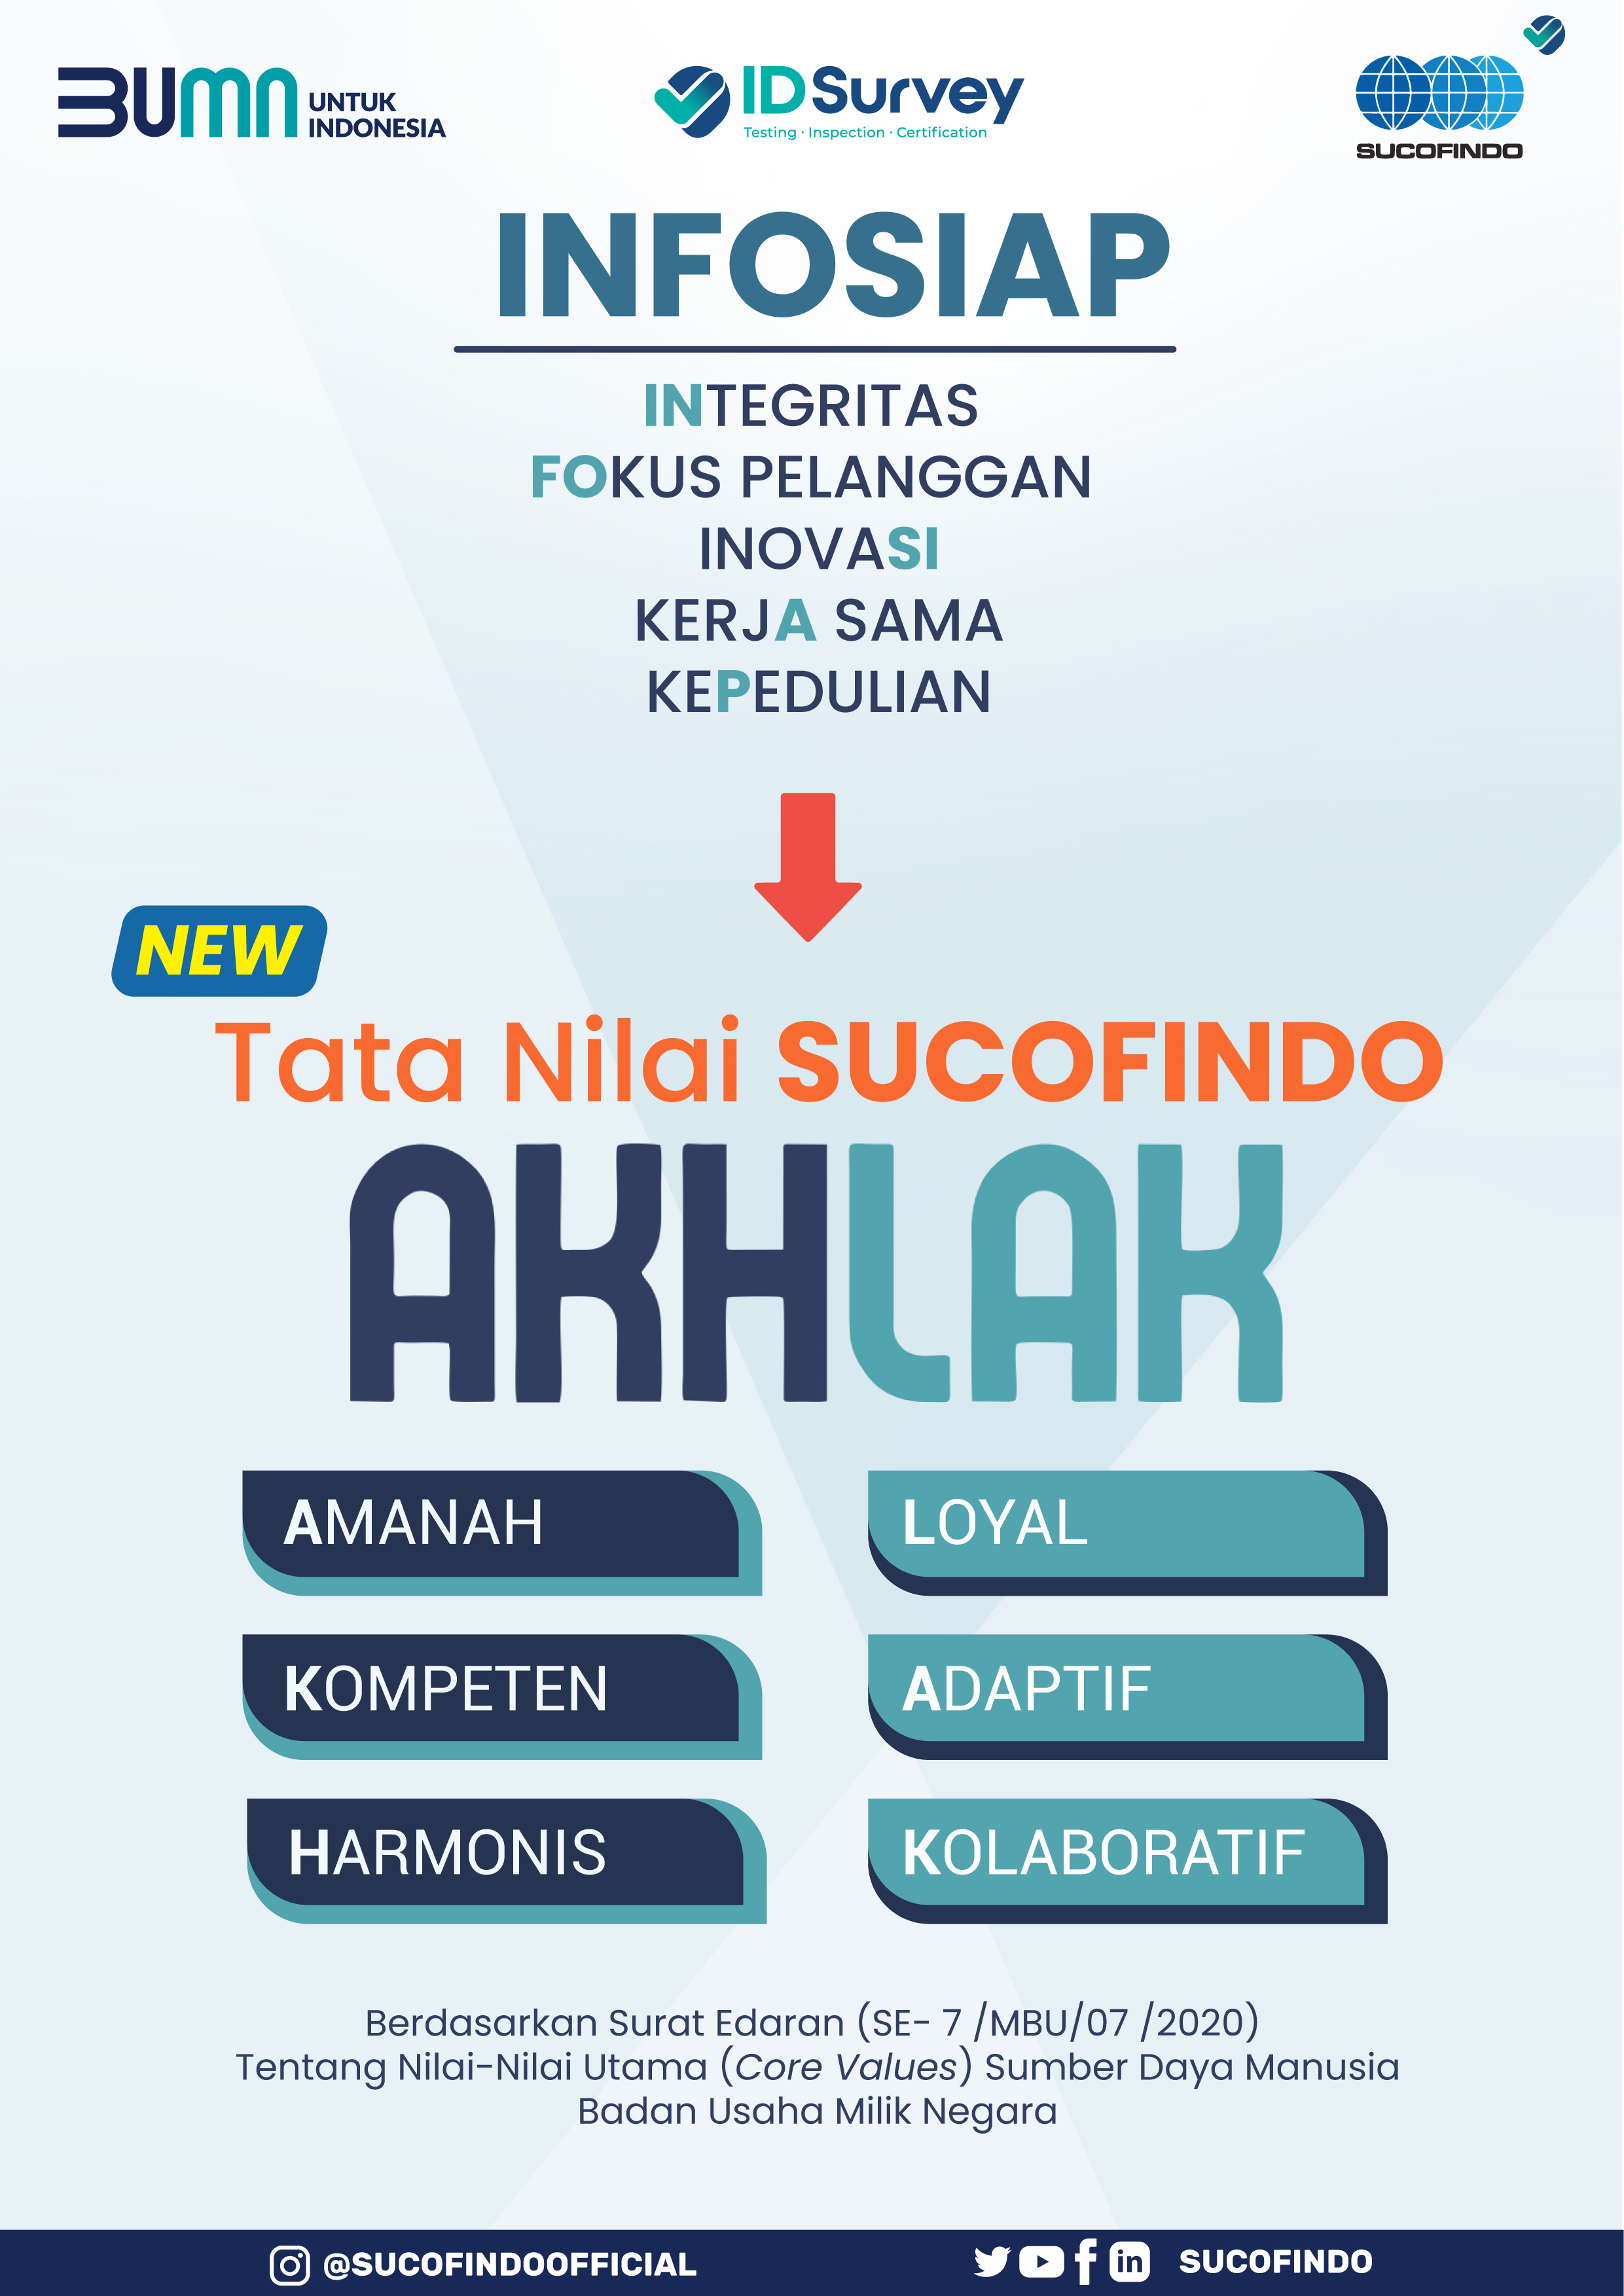 BUMN UNTUK
INDONESIA
IDSurvey
Testing · Inspection · Certification
SUCOFINDO
INFOSIAP
INTEGRITAS
FOKUS PELANGGAN
INOVASI
KERJA SAMA
KEPEDULIAN
NEW
Tata Nilai SUCOFINDO
AKHLAK
AMANAH
LOYAL
KOMPETEN
ADAPTIF
HARMONIS
KOLABORATIF
Berdasarkan Surat Edaran (SE- 7 /MBU/07 /2020)
Tentang Nilai-Nilai Utama (Core Values) Sumber Daya Manusia
Badan Usaha Milik Negara
@SUCOFINDOOFFICIAL
SUCOFINDO